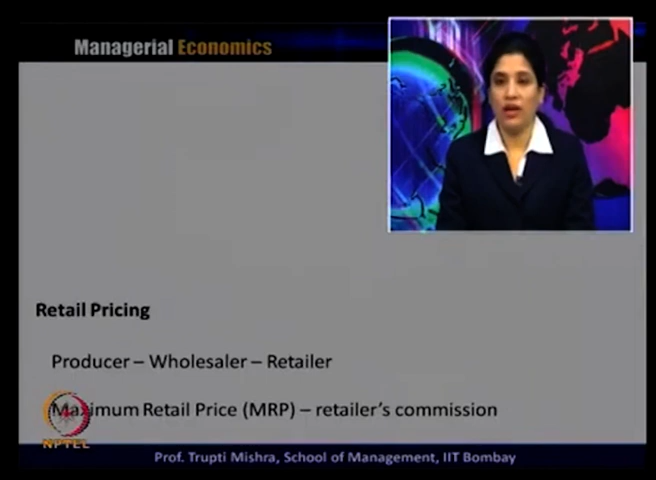 Managerial Economics
Retail Pricing
Producer – Wholesaler – Retailer
Maximum Retail Price (MRP) – retailer's commission
NPTEL
Prof. Trupti Mishra, School of Management, IIT Bombay